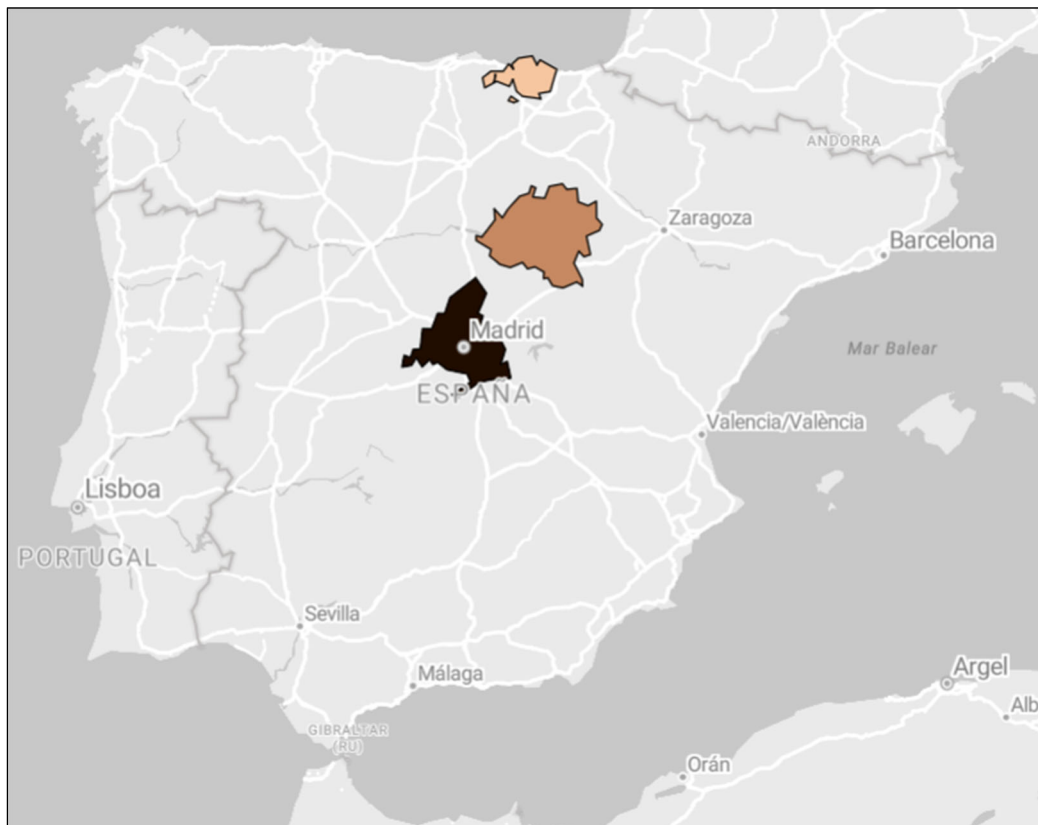 ANDORRA
Zaragoza
Barcelona
Madrid
Mar Balear
ESPAÑA
Valencia/València
Lisboa
PORTUGAL
Sevilla
Málaga
Argel
Alb
GIBRALTAR
(RU)
Orán